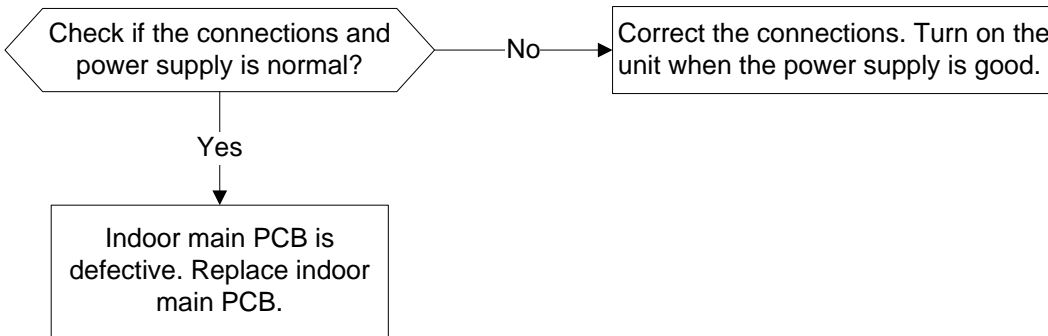 Check if the connections and
power supply is normal?
No
Correct the connections. Turn on the
unit when the power supply is good.
Yes
Indoor main PCB is
defective. Replace indoor
main PCB.